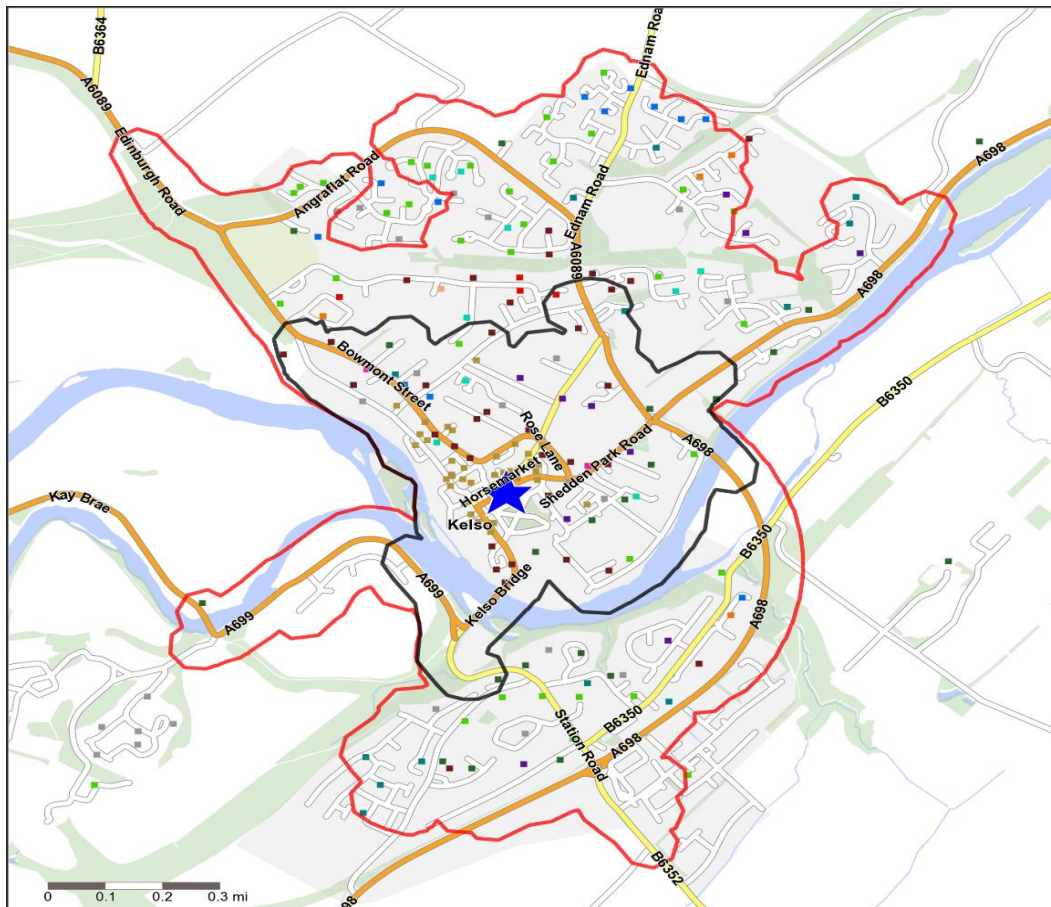 B6364
Ednam Road
A6089
Edinburgh Road
Angraflat Road
A698
Ednam Road
A6089
A698
B6350
Bowmont Street
Rose Lane
Shedden Park Road
A698
Horsemarket
Kelso
Kay Brae
B6350
A699
Kelso Bridge
A699
A698
Station Road
B6350
A698
B6352
98
0 0.1 0.2 0.3 mi